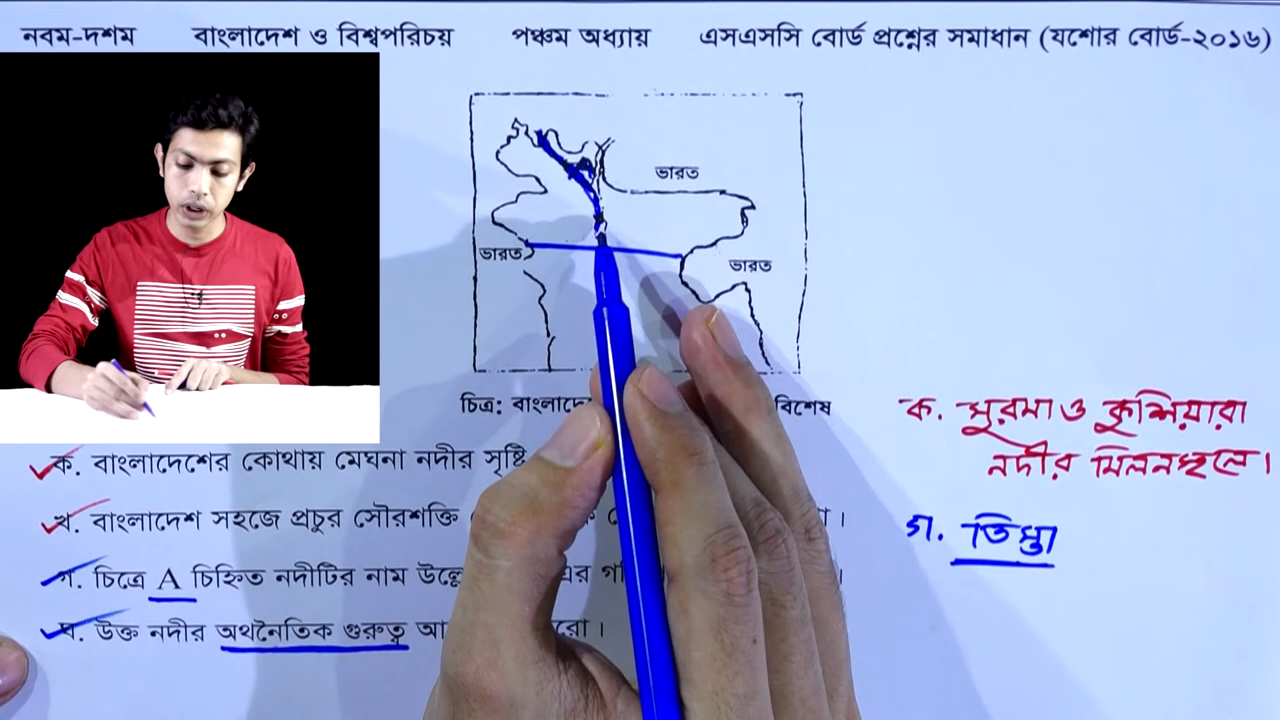 নবম-দশম বাংলাদেশ ও বিশ্বপরিচয় পঞ্চম অধ্যায় এসএসসি বোর্ড প্রশ্নের সমাধান (যশোর বোর্ড-২০১৬)
ভারত
ভারত
ভারত
চিত্র: বিশেষ
ক. বাংলাদেশের কোথায় মেঘনা নদীর সৃষ্টি
খ. বাংলাদেশ সহজে প্রচুর সৌরশক্তি
গ. চিত্রে A চিহ্নিত নদীটির নাম
ঘ. উক্ত নদীর অর্থনৈতিক গুরুত্ব
ক. সুরমা ও কুশিয়ারা
নদীর মিলনস্থলে।
গ. তিস্তা